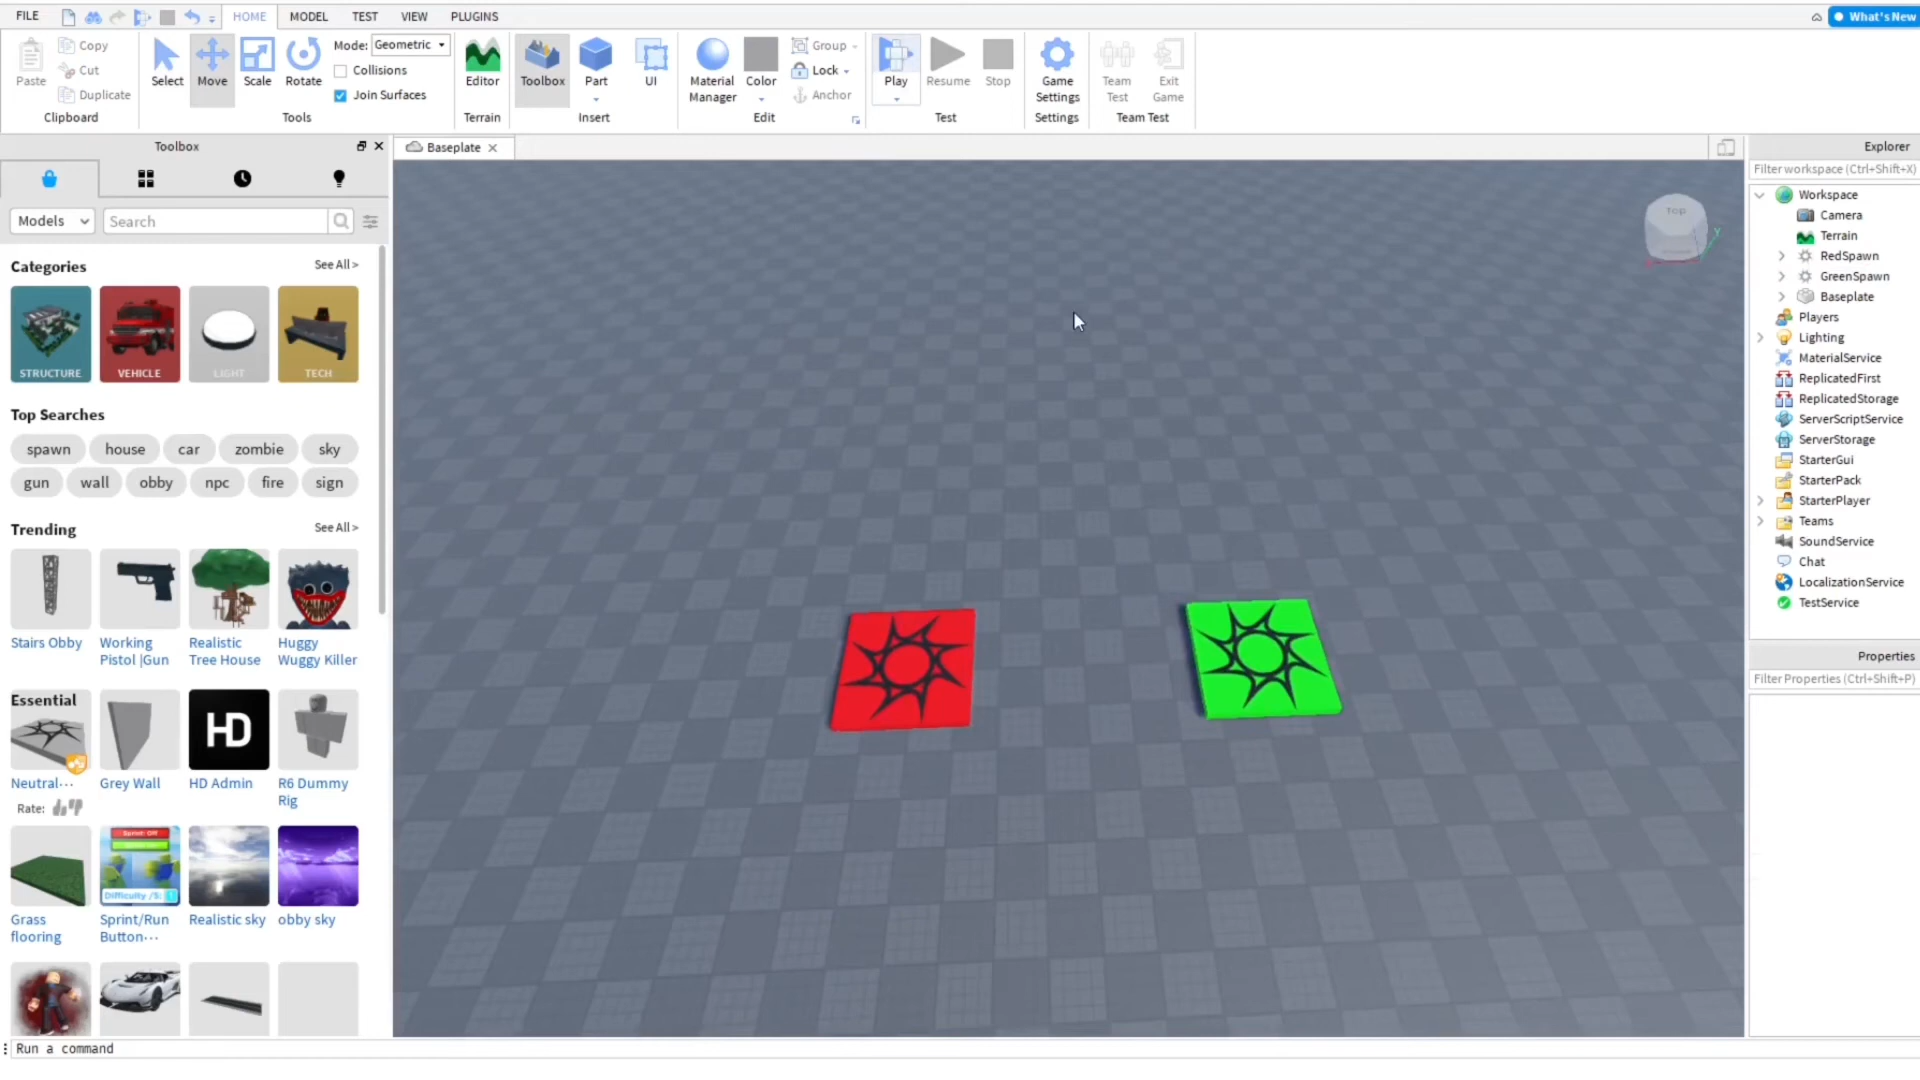 FILE HOME MODEL TEST VIEW PLUGINS What's New
Paste
Copy
Cut
Duplicate
Clipboard
Select Move Scale Rotate
Mode: Geometric
Collisions
Join Surfaces
Tools
Editor
Terrain
Toolbox Part UI
Insert
Material
Manager
Color
Group
Lock
Anchor
Edit
Play Resume Stop
Test
Game
Settings
Settings
Team
Test
Exit
Game
Team Test
Toolbox
Models Search
Categories See All >
STRUCTURE VEHICLE LIGHT TECH
Top Searches
spawn house car zombie sky
gun wall obby npc fire sign
Trending See All >
Stairs Obby
Working
Pistol |Gun
Realistic
Tree House
Huggy
Wuggy Killer
Essential
HD
Neutral···
Grey Wall
HD Admin
R6 Dummy
Rig
Rate:
Sprint: Off
Difficulty /5:
Grass
flooring
Sprint/Run
Button···
Realistic sky
obby sky
Run a command
Baseplate
Top
Y
Explorer
Filter workspace (Ctrl+Shift+X)
Workspace
Camera
Terrain
RedSpawn
GreenSpawn
Baseplate
Players
Lighting
MaterialService
ReplicatedFirst
ReplicatedStorage
ServerScriptService
ServerStorage
StarterGui
StarterPack
StarterPlayer
Teams
SoundService
Chat
LocalizationService
TestService
Properties
Filter Properties (Ctrl+Shift+P)